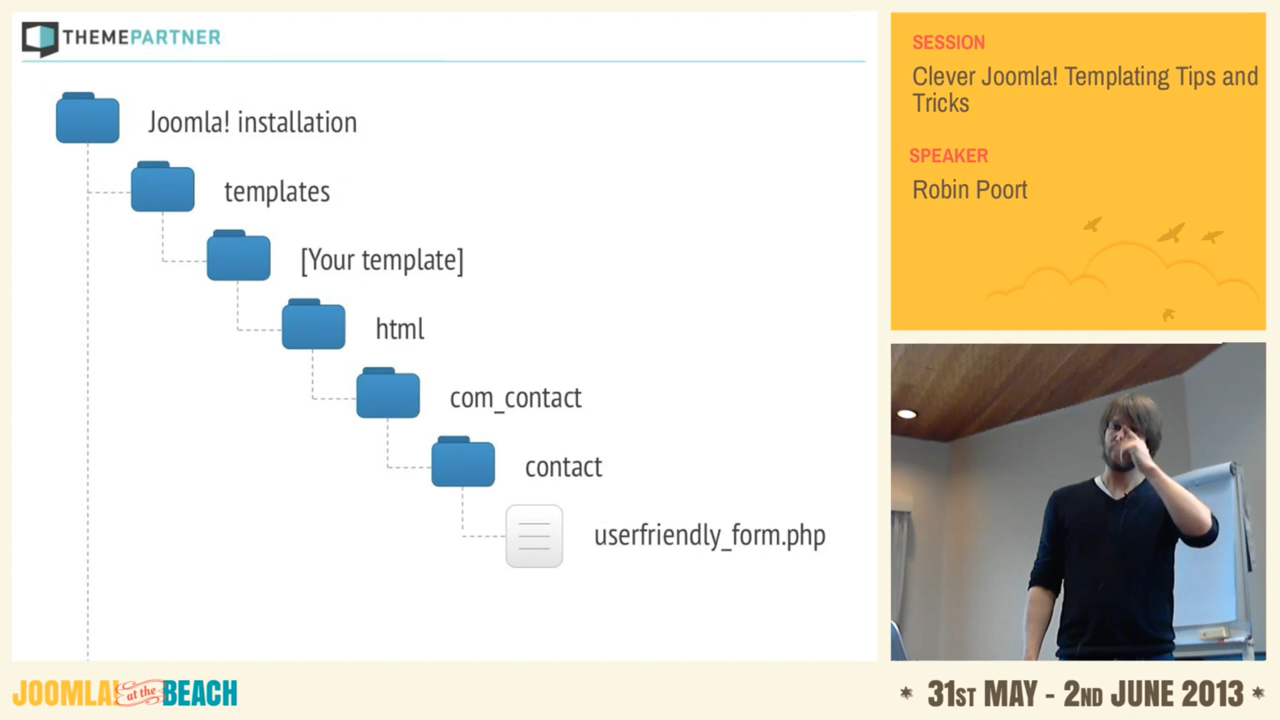 THEMEPARTNER
Joomla! installation
templates
[Your template]
html
com_contact
contact
userfriendly_form.php
SESSION
Clever Joomla! Templating Tips and
Tricks
SPEAKER
Robin Poort
JOOMLA! at the BEACH
* 31ST MAY - 2ND JUNE 2013 *